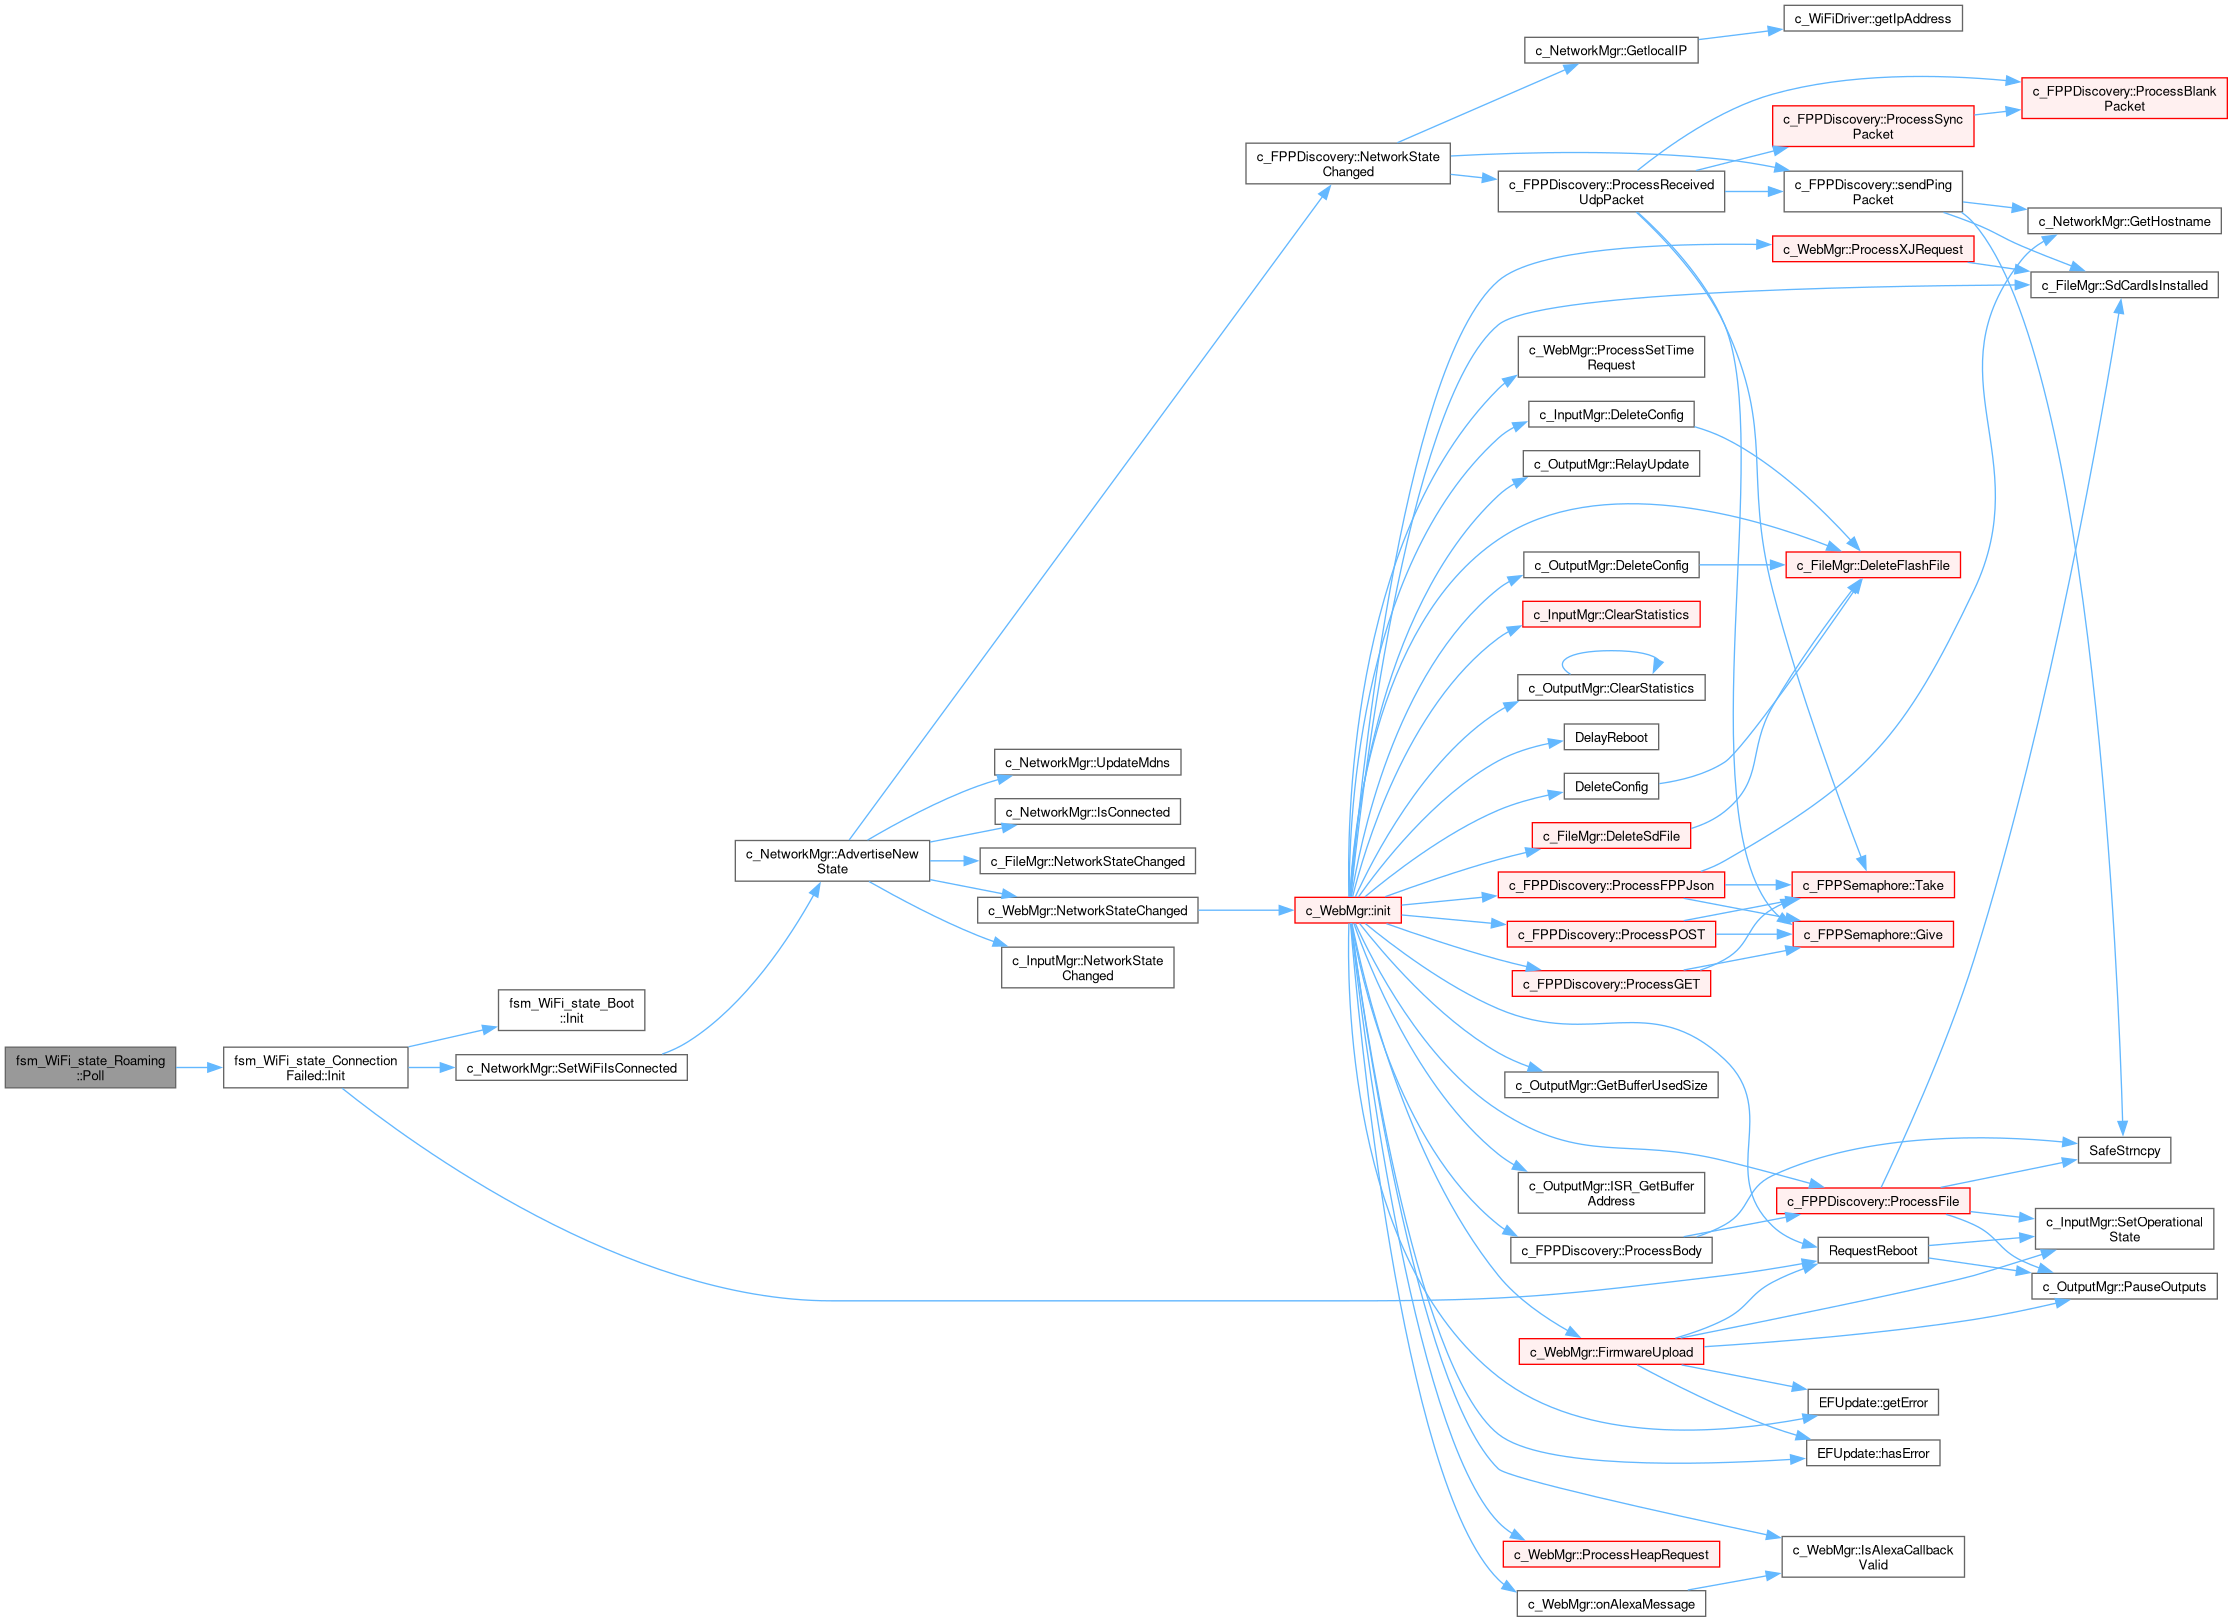 fsm_WiFi_state_Roaming
::Poll
fsm_WiFi_state_Connection
Failed::Init
fsm_WiFi_state_Boot
::Init
c_NetworkMgr::SetWiFiIsConnected
c_NetworkMgr::AdvertiseNew
State
c_NetworkMgr::UpdateMdns
c_NetworkMgr::IsConnected
c_FileMgr::NetworkStateChanged
c_WebMgr::NetworkStateChanged
c_InputMgr::NetworkState
Changed
c_FPPDiscovery::NetworkState
Changed
c_WebMgr::init
c_NetworkMgr::GetlocalIP
c_FPPDiscovery::ProcessReceived
UdpPacket
c_WebMgr::ProcessSetTime
Request
c_InputMgr::DeleteConfig
c_OutputMgr::RelayUpdate
c_OutputMgr::DeleteConfig
c_InputMgr::ClearStatistics
c_OutputMgr::ClearStatistics
DelayReboot
DeleteConfig
c_FileMgr::DeleteSdFile
c_FPPDiscovery::ProcessFPPJson
c_FPPDiscovery::ProcessPOST
c_FPPDiscovery::ProcessGET
c_OutputMgr::GetBufferUsedSize
c_OutputMgr::ISR_GetBuffer
Address
c_FPPDiscovery::ProcessBody
c_WebMgr::FirmwareUpload
c_WebMgr::ProcessHeapRequest
c_WebMgr::onAlexaMessage
c_WiFiDriver::getIpAddress
c_FPPDiscovery::ProcessSync
Packet
c_FPPDiscovery::sendPing
Packet
c_WebMgr::ProcessXJRequest
c_FileMgr::DeleteFlashFile
c_FPPSemaphore::Take
c_FPPSemaphore::Give
c_FPPDiscovery::ProcessFile
RequestReboot
EFUpdate::getError
EFUpdate::hasError
c_WebMgr::IsAlexaCallback
Valid
c_FPPDiscovery::ProcessBlank
Packet
c_NetworkMgr::GetHostname
c_FileMgr::SdCardIsInstalled
SafeStrncpy
c_InputMgr::SetOperational
State
c_OutputMgr::PauseOutputs